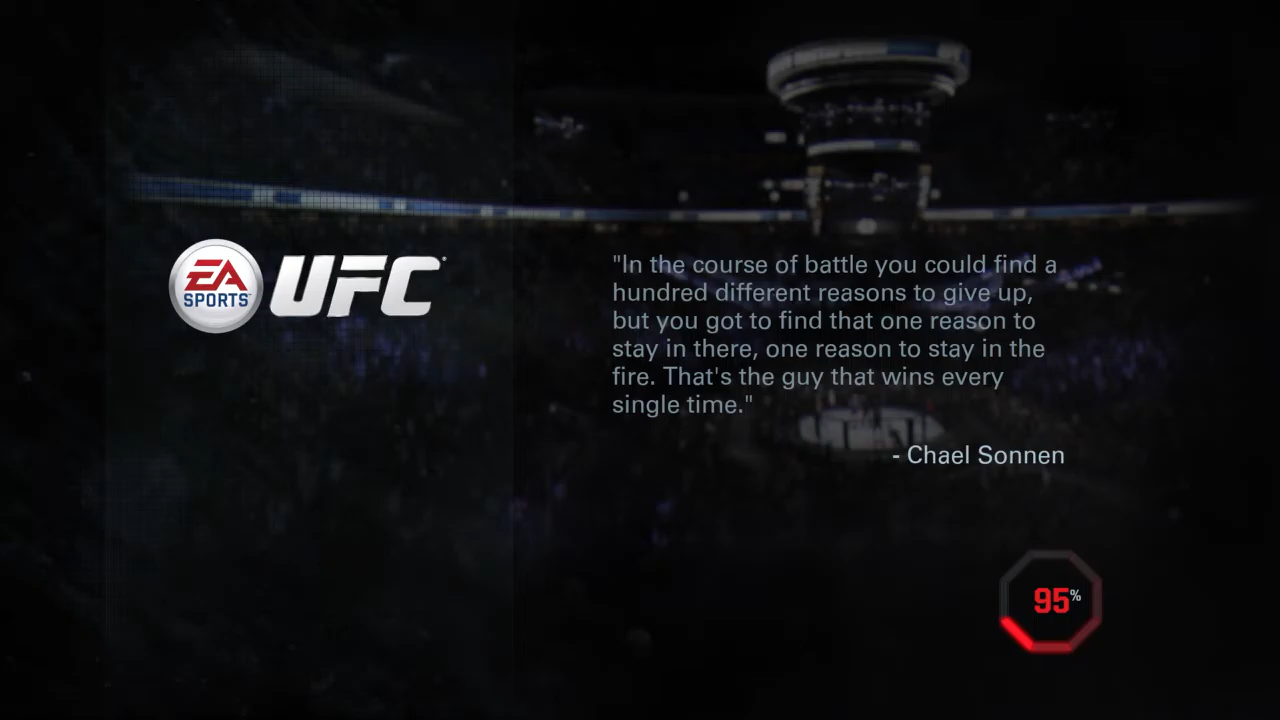 EA
SPORTS
UFC
"In the course of battle you could find a
hundred different reasons to give up,
but you got to find that one reason to
stay in there, one reason to stay in the
fire. That's the guy that wins every
single time."
- Chael Sonnen
95%